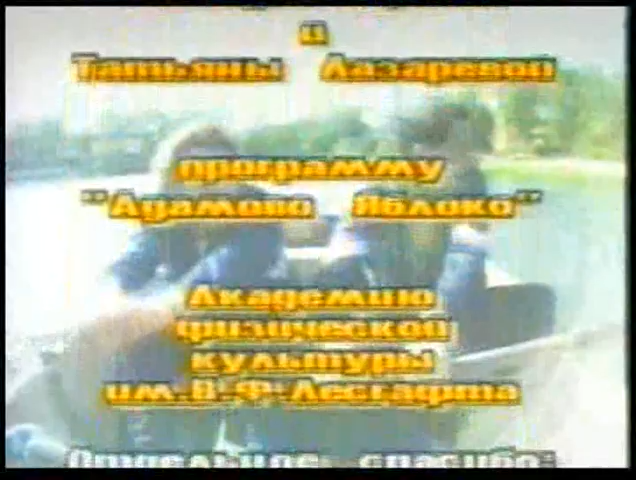 и
Татьяны Лазаревой
программу
"Адамово Яблоко"
Академию
физической
культуры
им.П.Ф.Лесгафта
Отдельное спасибо: